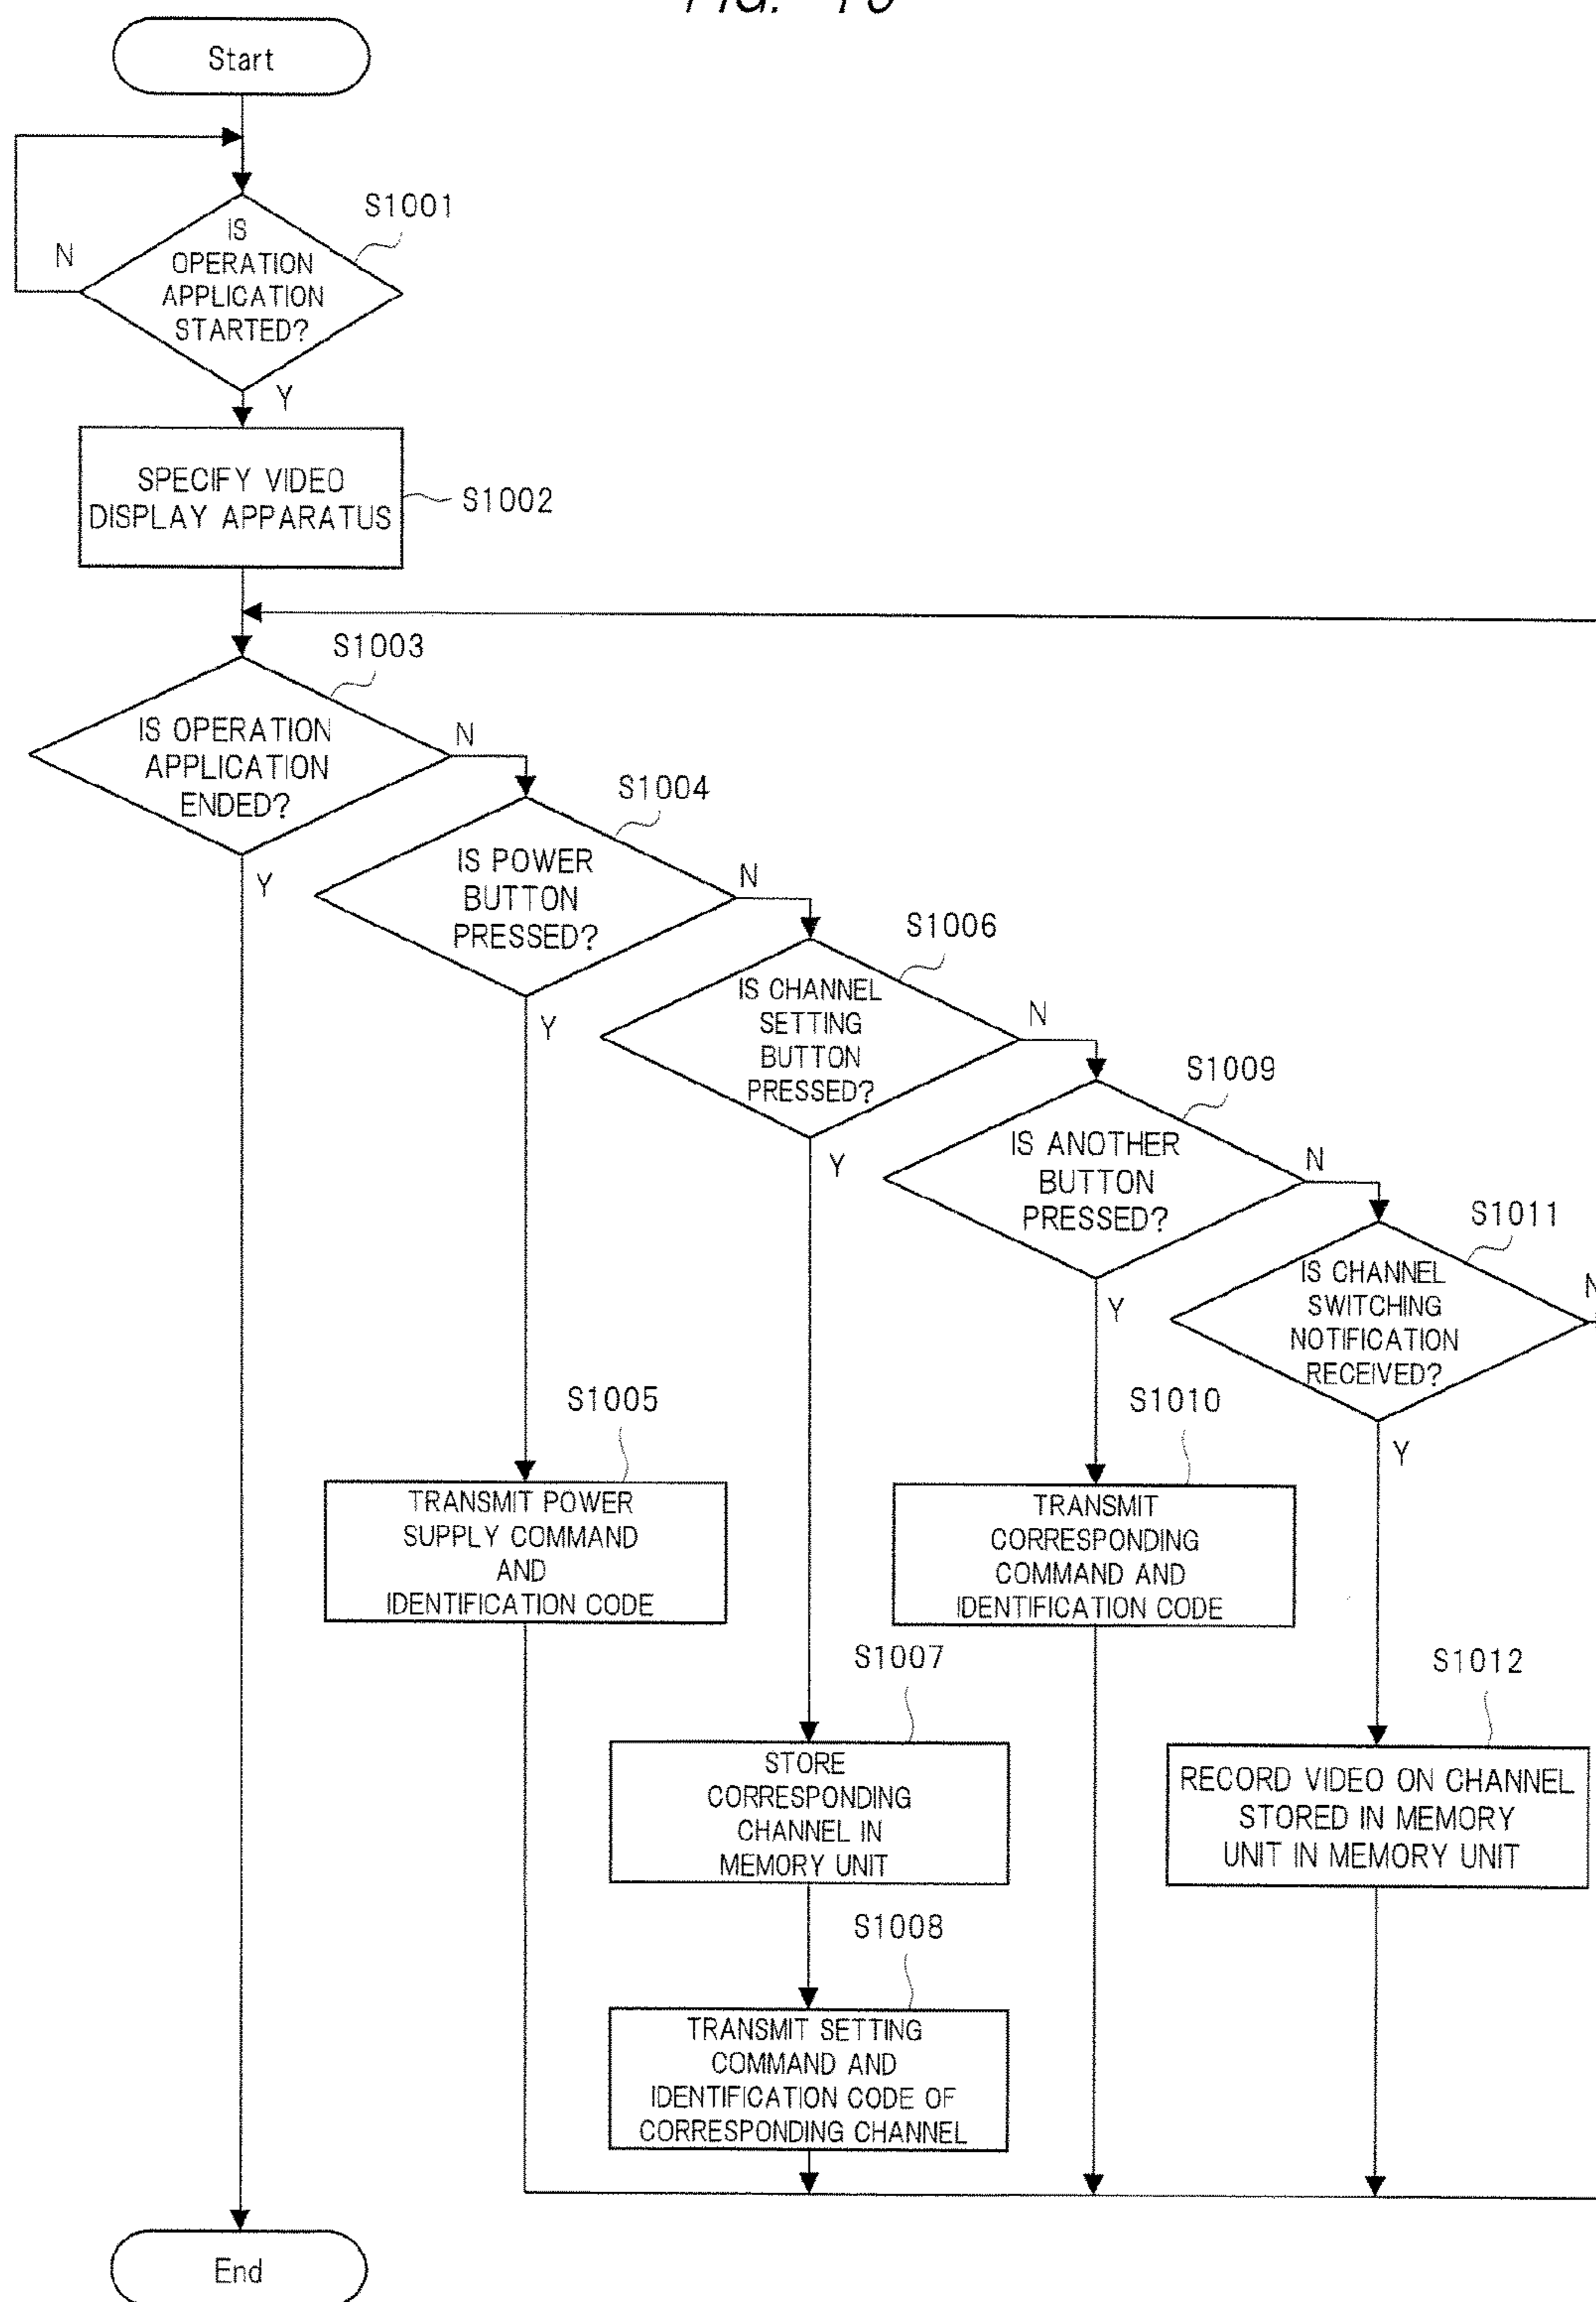 Start
S1001
IS
OPERATION
APPLICATION
STARTED?
N
Y
SPECIFY VIDEO
DISPLAY APPARATUS
S1002
S1003
IS OPERATION
APPLICATION
ENDED?
N
Y
S1004
IS POWER
BUTTON
PRESSED?
N
Y
S1006
IS CHANNEL
SETTING
BUTTON
PRESSED?
N
Y
S1009
IS ANOTHER
BUTTON
PRESSED?
N
Y
S1011
IS CHANNEL
SWITCHING
NOTIFICATION
RECEIVED?
N
Y
S1005
TRANSMIT POWER
SUPPLY COMMAND
AND
IDENTIFICATION CODE
S1010
TRANSMIT
CORRESPONDING
COMMAND AND
IDENTIFICATION CODE
S1007
STORE
CORRESPONDING
CHANNEL IN
MEMORY UNIT
S1012
RECORD VIDEO ON CHANNEL
STORED IN MEMORY
UNIT IN MEMORY UNIT
S1008
TRANSMIT SETTING
COMMAND AND
IDENTIFICATION CODE OF
CORRESPONDING CHANNEL
End